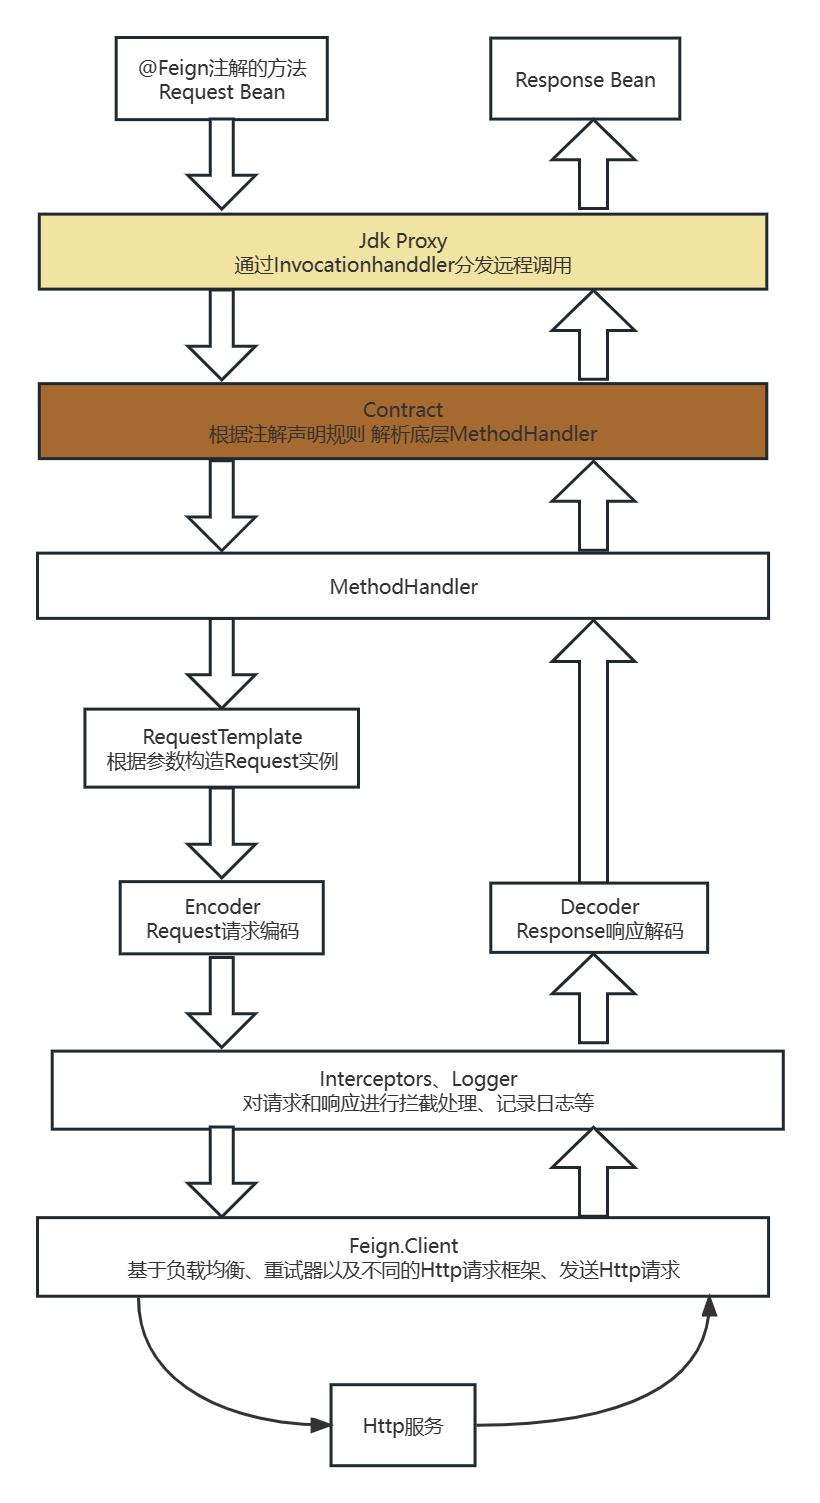 @Feign注解的方法
Request Bean
Response Bean
Jdk Proxy
通过Invocationhanddler分发远程调用
Contract
根据注解声明规则 解析底层MethodHandler
MethodHandler
RequestTemplate
根据参数构造Request实例
Encoder
Request请求编码
Decoder
Response响应解码
Interceptors、Logger
对请求和响应进行拦截处理、记录日志等
Feign.Client
基于负载均衡、重试器以及不同的Http请求框架、发送Http请求
Http服务